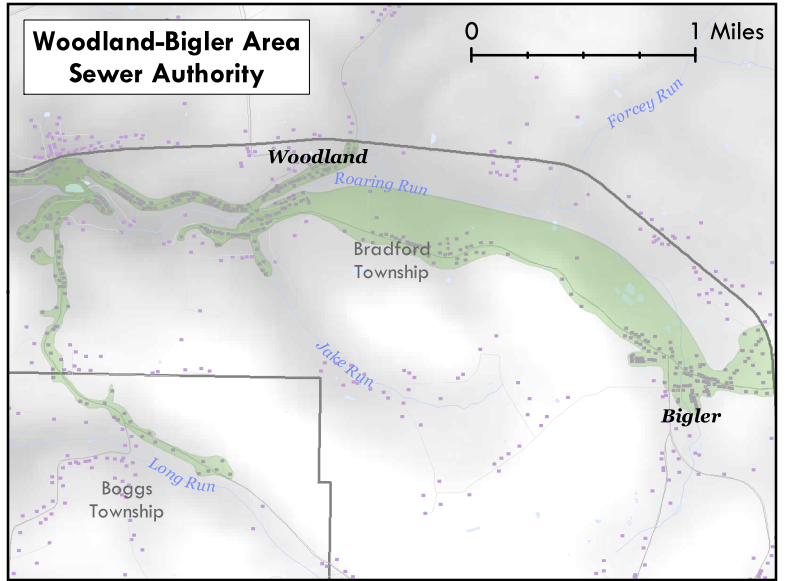 Woodland-Bigler Area
Sewer Authority
0 1 Miles
Forcey Run
Woodland
Roaring Run
Bradford
Township
Jake Run
Bigler
Long Run
Boggs
Township